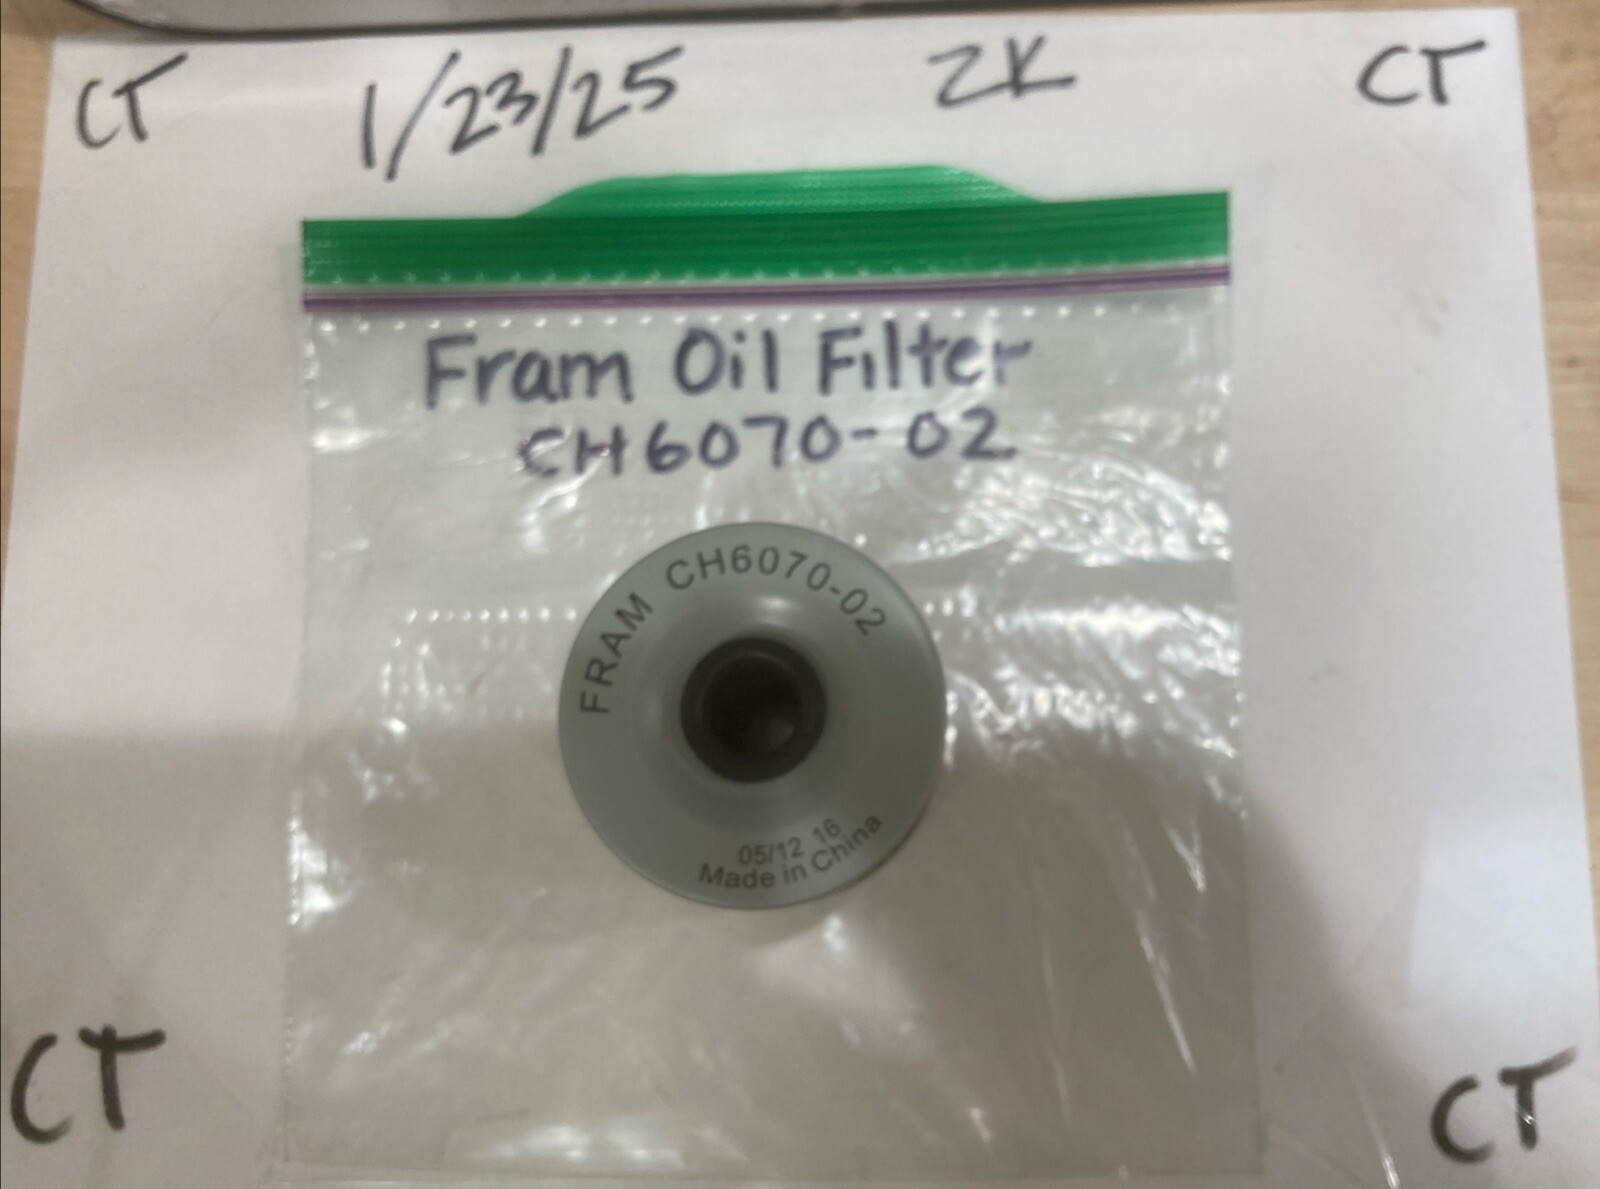 CT 1/23/25 ZK CT
Fram Oil Filter
CH6070-02
FRAM CH6070-02
05/12 16
Made in China
CT CT